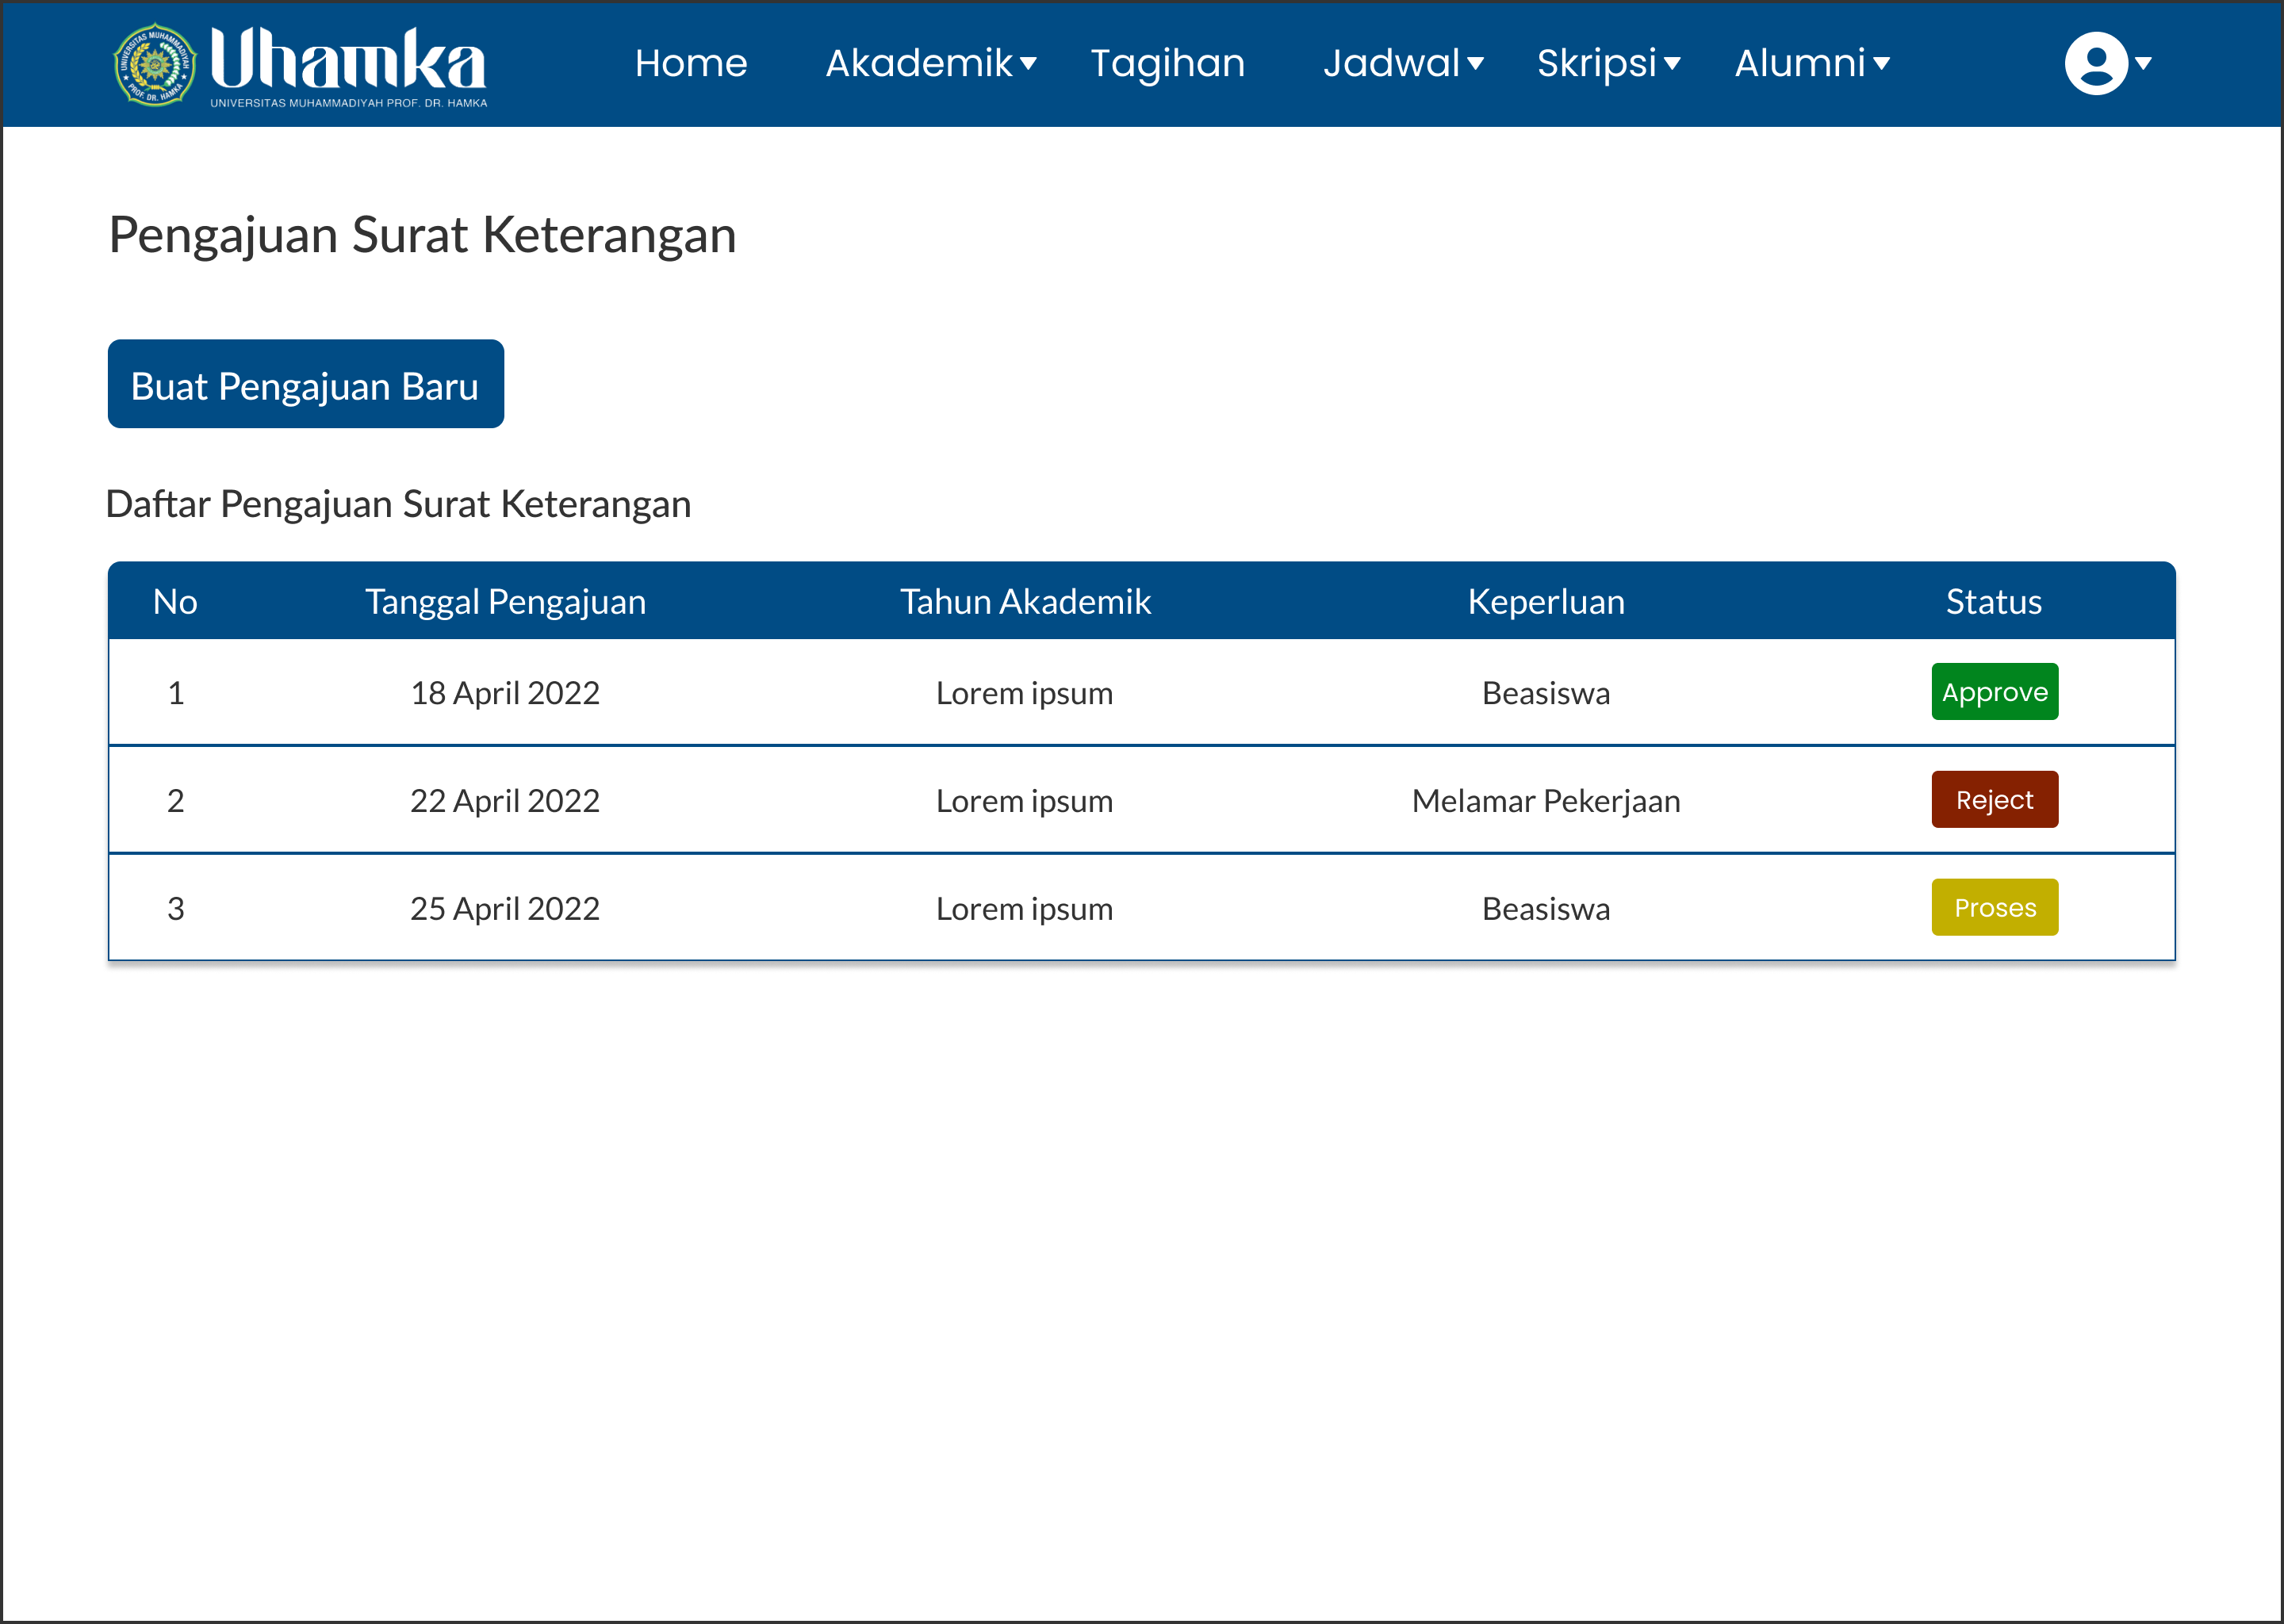 UNIVERSITAS MUHAMMADIYAH
PROF. DR. HAMKA
Uhamka
UNIVERSITAS MUHAMMADIYAH PROF. DR. HAMKA
Home Akademik Tagihan Jadwal Skripsi Alumni
Pengajuan Surat Keterangan
Buat Pengajuan Baru
Daftar Pengajuan Surat Keterangan
No Tanggal Pengajuan Tahun Akademik Keperluan Status
1 18 April 2022 Lorem ipsum Beasiswa Approve
2 22 April 2022 Lorem ipsum Melamar Pekerjaan Reject
3 25 April 2022 Lorem ipsum Beasiswa Proses